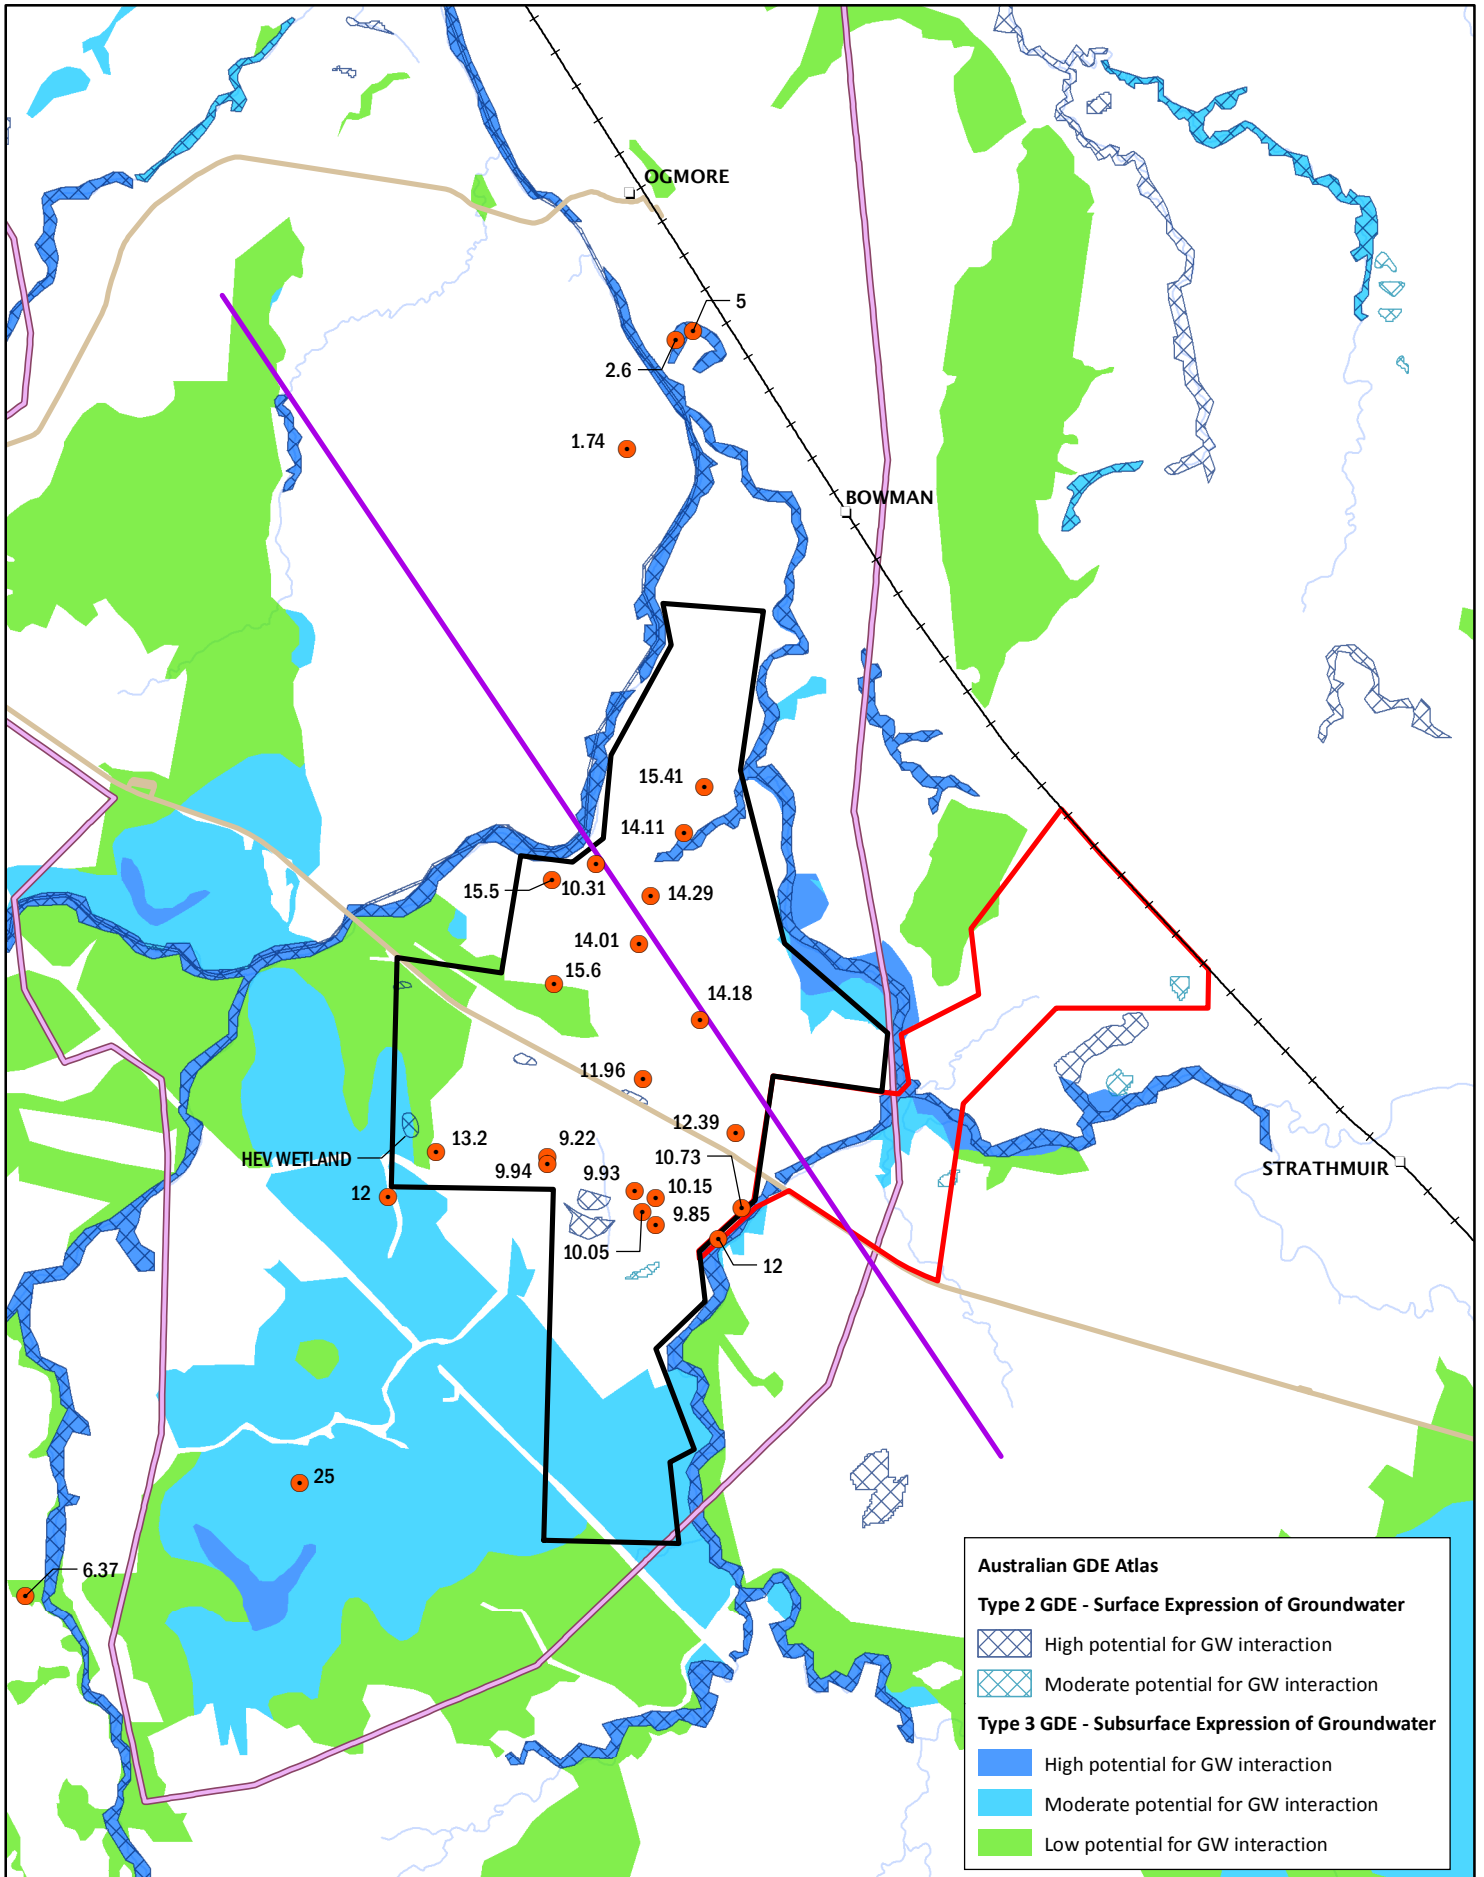 OGMORE
5
2.6
1.74
BOWMAN
15.41
14.11
15.5
10.31
14.29
14.01
15.6
14.18
11.96
12.39
13.2
9.22
HEV WETLAND
9.94
9.93
10.73
10.15
12
9.85
10.05
12
STRATHMUIR
25
6.37
Australian GDE Atlas
Type 2 GDE - Surface Expression of Groundwater
High potential for GW interaction
Moderate potential for GW interaction
Type 3 GDE - Subsurface Expression of Groundwater
High potential for GW interaction
Moderate potential for GW interaction
Low potential for GW interaction